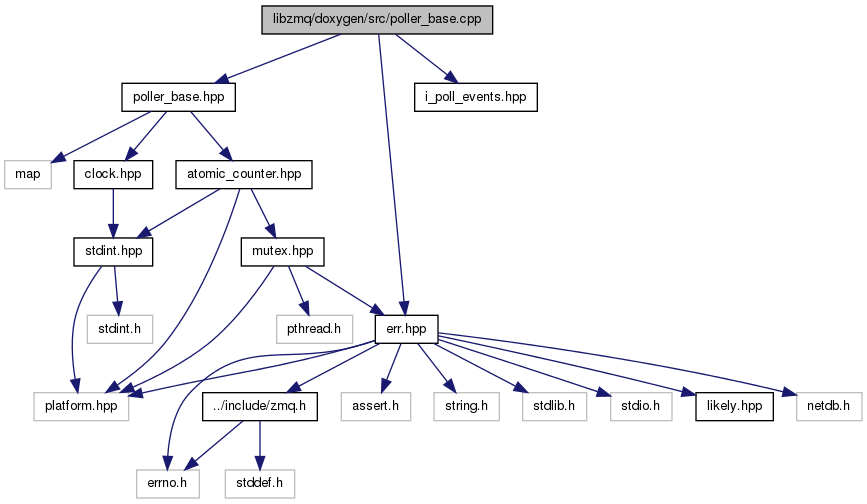 libzmq/doxygen/src/poller_base.cpp
poller_base.hpp
i_poll_events.hpp
map
clock.hpp
atomic_counter.hpp
stdint.hpp
mutex.hpp
stdint.h
pthread.h
err.hpp
platform.hpp
../include/zmq.h
assert.h
string.h
stdlib.h
stdio.h
likely.hpp
netdb.h
errno.h
stddef.h